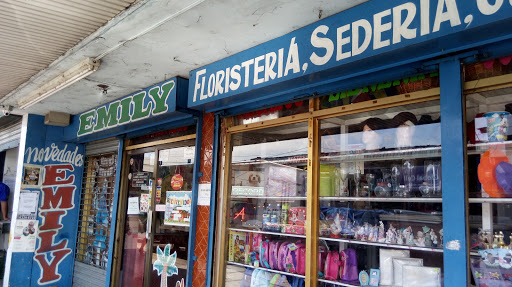 FLORISTERIA, SEDERIA,
EMILY
Novedades
EMILY